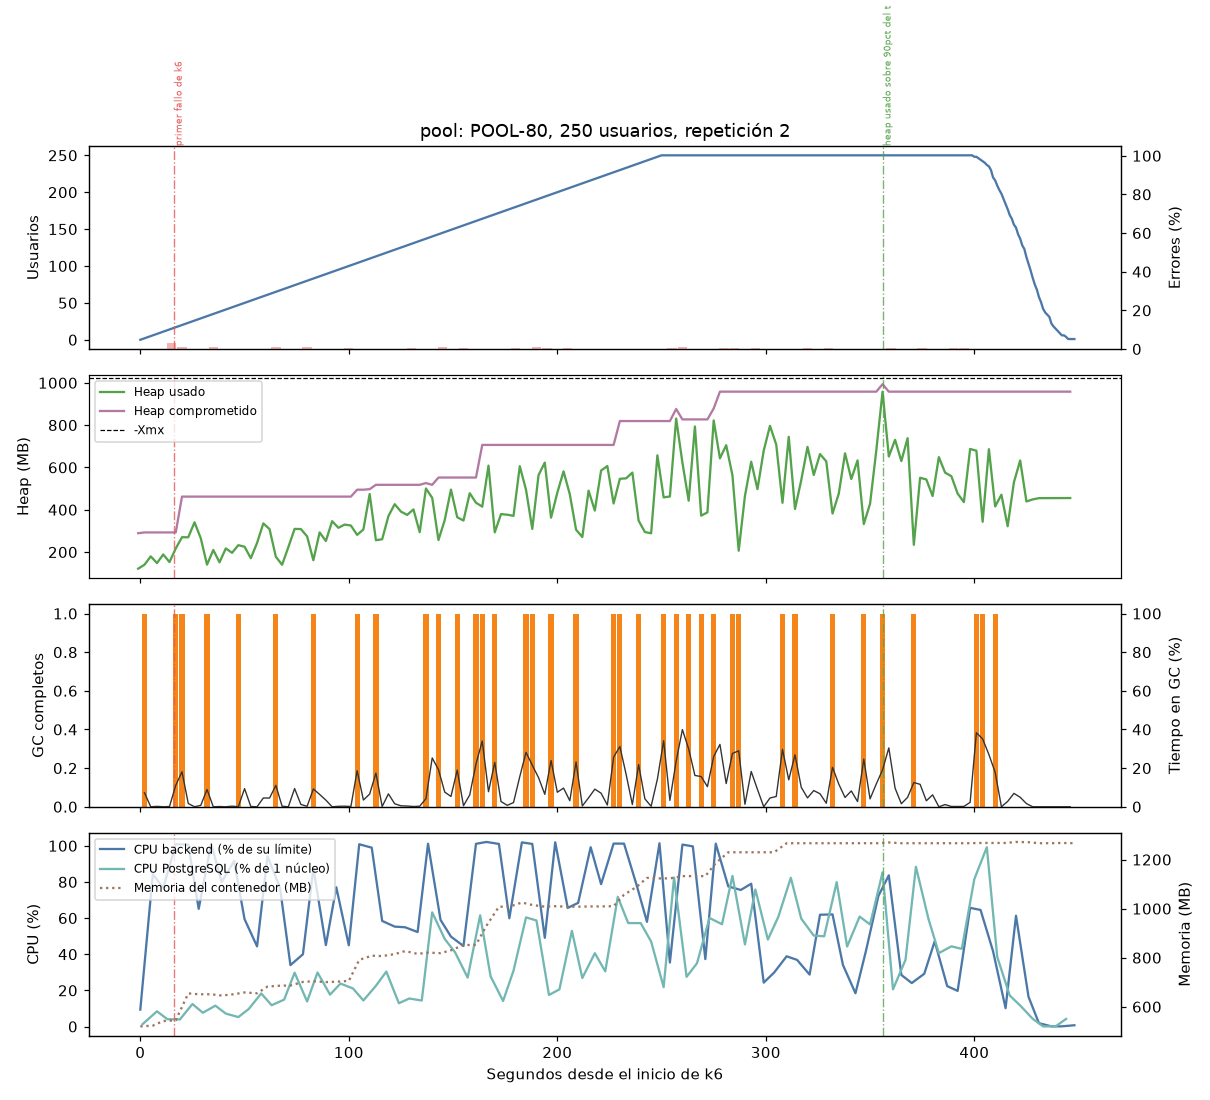 primer fallo de k6
heap usado sobre 90pct del t
pool: POOL-80, 250 usuarios, repetición 2
Usuarios
250
200
150
100
50
0
100
80
60
40
20
0
Errores (%)
Heap (MB)
1000
800
600
400
200
Heap usado
Heap comprometido
-Xmx
GC completos
1.0
0.8
0.6
0.4
0.2
0.0
100
80
60
40
20
0
Tiempo en GC (%)
CPU (%)
100
80
60
40
20
0
CPU backend (% de su límite)
CPU PostgreSQL (% de 1 núcleo)
Memoria del contenedor (MB)
1200
1000
800
600
Memoria (MB)
0 100 200 300 400
Segundos desde el inicio de k6